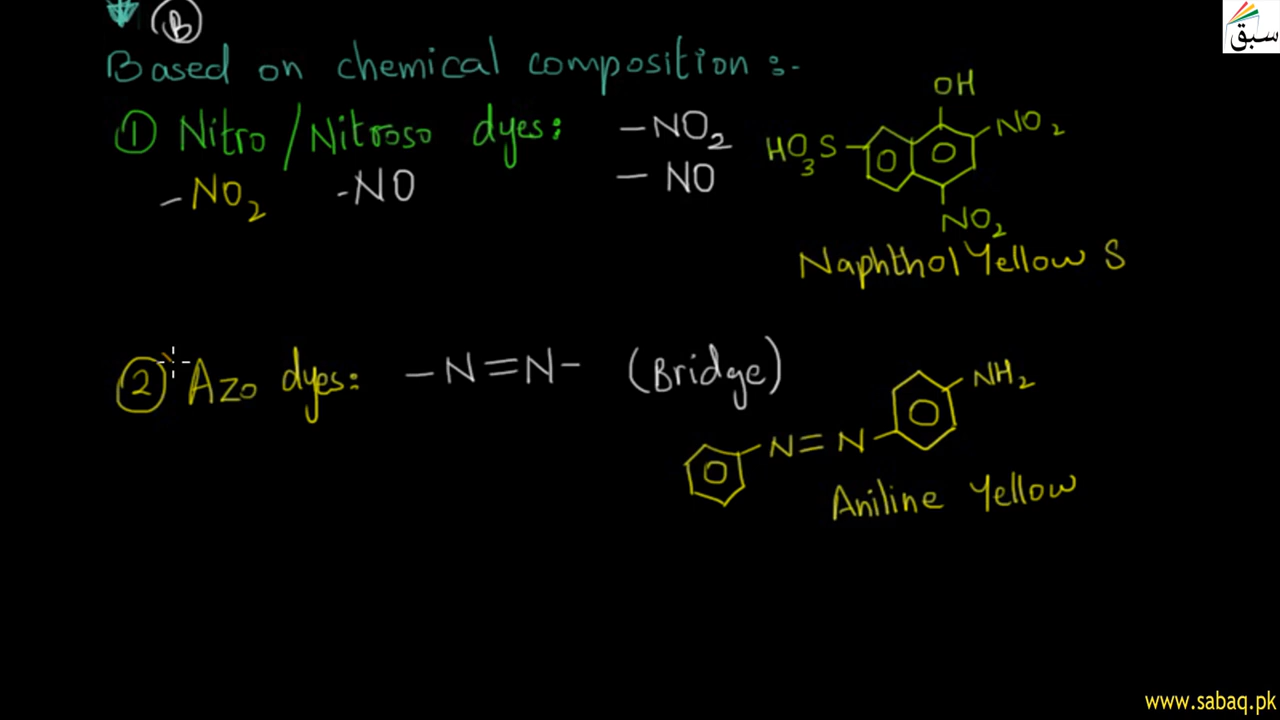 B
سبق
Based on chemical composition :-
① Nitro / Nitroso dyes: -NO₂
-NO₂ -NO - NO
OH
HO₃S NO₂
NO₂
Naphthol Yellow S
② Azo dyes: -N=N- (Bridge)
NH₂
N=N
Aniline Yellow
www.sabaq.pk